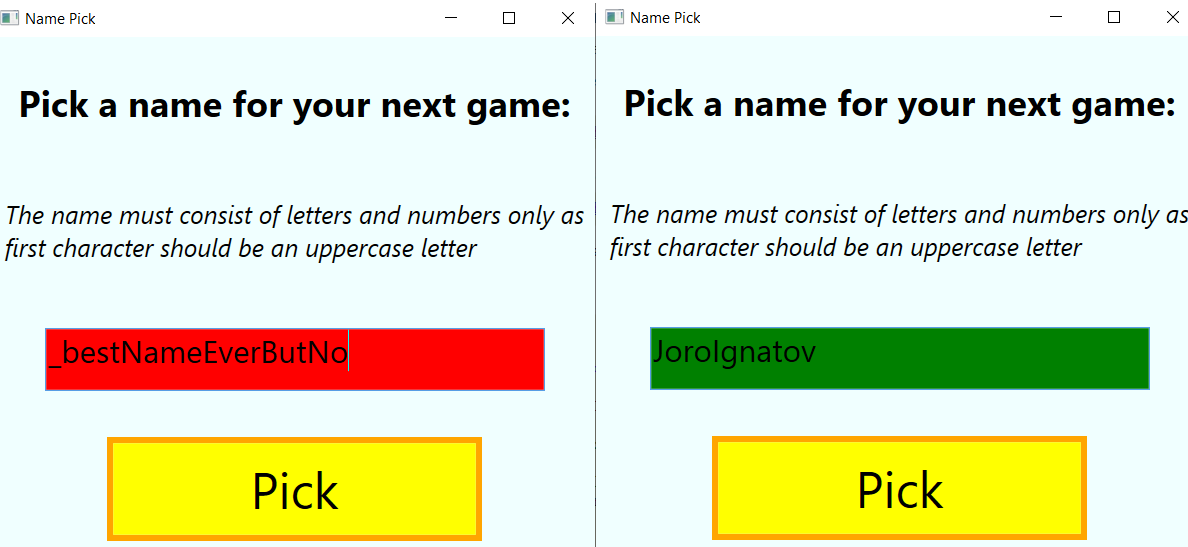 Name Pick
Pick a name for your next game:
The name must consist of letters and numbers only as
first character should be an uppercase letter
_bestNameEverButNo
Pick
Name Pick
Pick a name for your next game:
The name must consist of letters and numbers only as
first character should be an uppercase letter
JoroIgnatov
Pick